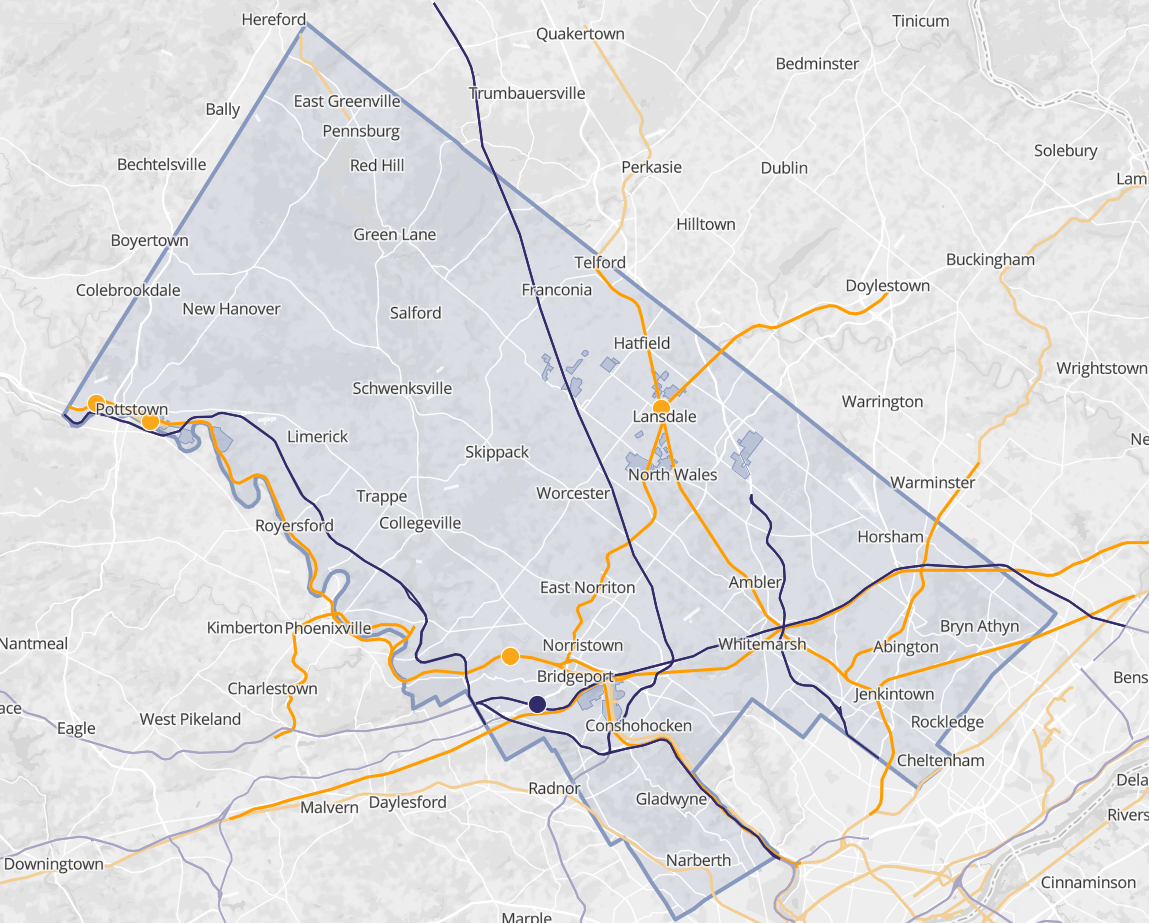 Hereford
Tinicum
Quakertown
Bedminster
Trumbauersville
East Greenville
Bally
Pennsburg
Solebury
Bechtelsville
Red Hill
Perkasie
Dublin
Lam
Hilltown
Green Lane
Boyertown
Buckingham
Telford
Doylestown
Colebrookdale
Franconia
New Hanover
Salford
Hatfield
Wrightstown
Schwenksville
Warrington
Pottstown
Lansdale
Limerick
Ne
Skippack
North Wales
Warminster
Worcester
Trappe
Collegeville
Royersford
Horsham
Ambler
East Norriton
Bryn Athyn
Kimberton
Phoenixville
Nantmeal
Norristown
Whitemarsh
Abington
Bridgeport
Bens
Charlestown
Jenkintown
ace
West Pikeland
Rockledge
Eagle
Conshohocken
Cheltenham
Dela
Radnor
Gladwyne
Daylesford
Malvern
Rivers
Narberth
Downingtown
Cinnaminson
Marple